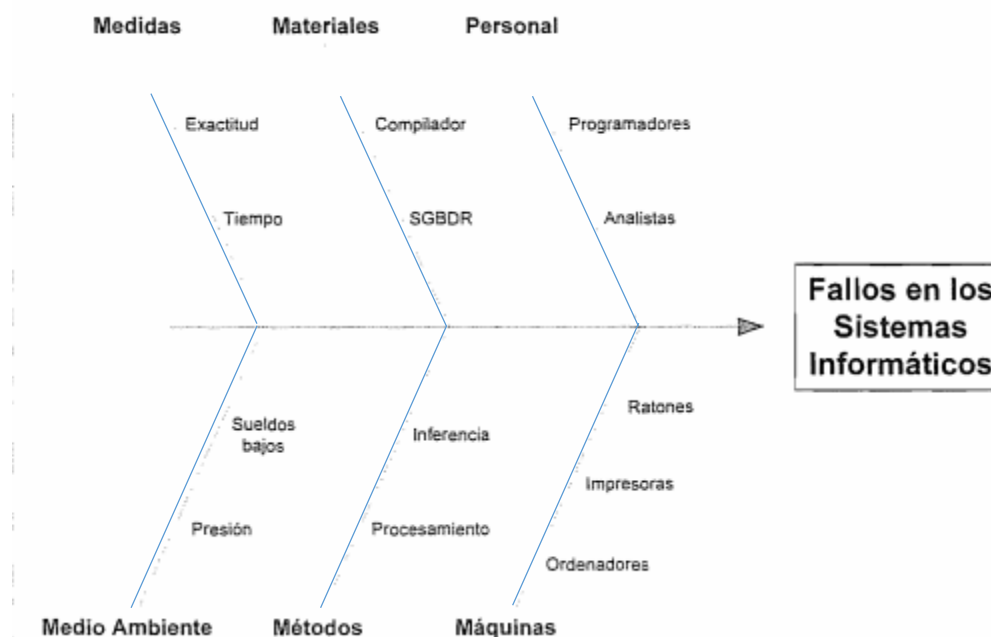 Medidas
Materiales
Personal
Exactitud
Compilador
Programadores
Tiempo
SGBDR
Analistas
Fallos en los
Sistemas
Informáticos
Sueldos
bajos
Inferencia
Ratones
Impresoras
Presión
Procesamiento
Ordenadores
Medio Ambiente
Métodos
Máquinas